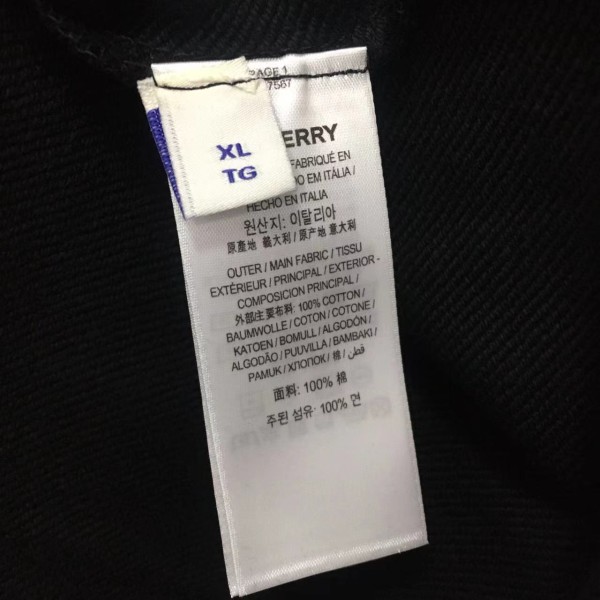 PAGE 1
7587
XL
TG
ERRY
FABRIQUÉ EN
DO EM ITÀLIA /
HECHO EN ITALIA
원산지: 이탈리아
原產地 義大利 / 原产地 意大利
OUTER / MAIN FABRIC / TISSU
EXTÉRIEUR / PRINCIPAL / EXTERIOR -
COMPOSICION PRINCIPAL /
外部主要布料: 100% COTTON /
BAUMWOLLE / COTON / COTONE /
KATOEN / BOMULL / ALGODÓN /
ALGODÃO / PUUVILLA / BAMBAKI /
PAMUK / ХЛОПОК / 棉 / قطن
面料: 100% 棉
주된 섬유: 100% 면